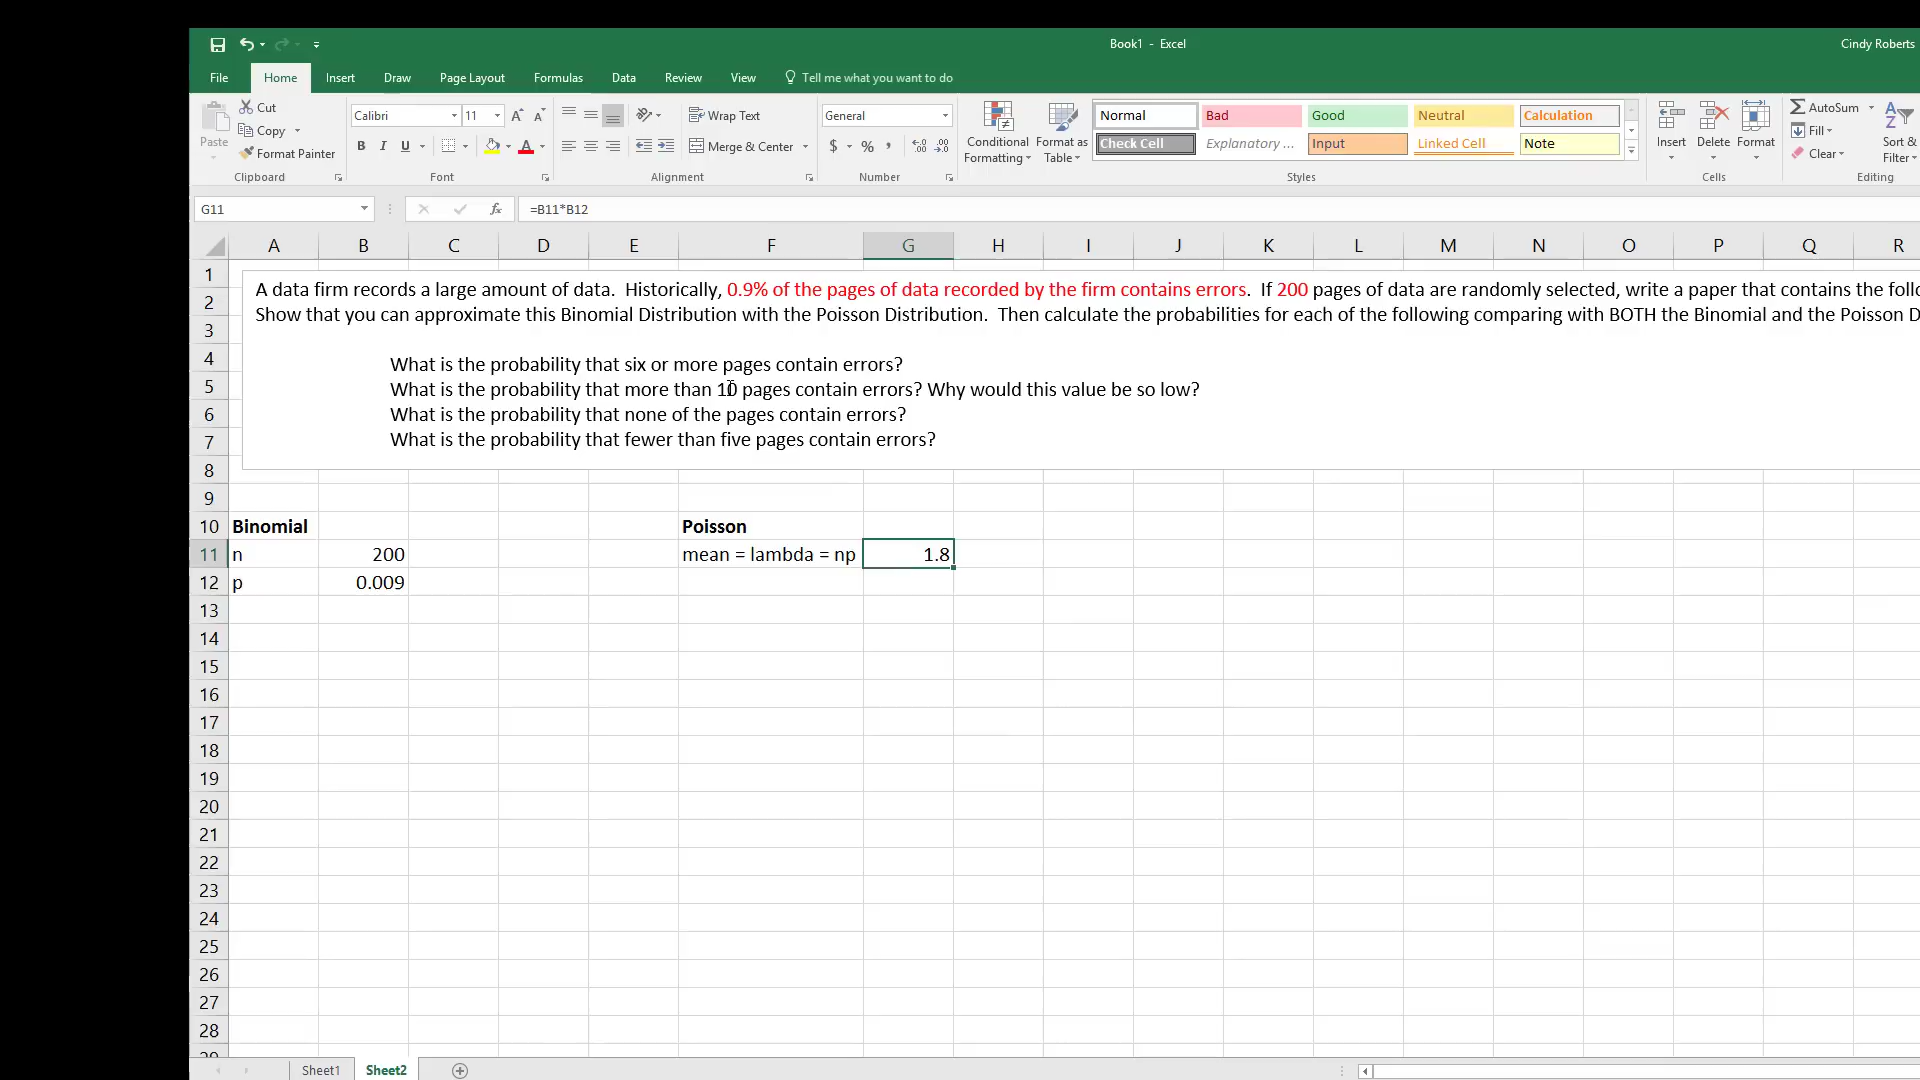 Book1 - Excel
Cindy Roberts
File Home Insert Draw Page Layout Formulas Data Review View Tell me what you want to do
Paste
Cut
Copy
Format Painter
Clipboard
Calibri 11
B I U
Font
Wrap Text
Merge & Center
Alignment
General
$ % ,
Number
Conditional Formatting
Format as Table
Normal Bad Good Neutral Calculation
Check Cell Explanatory ... Input Linked Cell Note
Styles
Insert Delete Format
Cells
AutoSum
Fill
Clear
Sort &
Filter
Editing
G11 fx =B11*B12
A B C D E F G H I J K L M N O P Q R
1
2
3
4
5
6
7
8
9
A data firm records a large amount of data. Historically, 0.9% of the pages of data recorded by the firm contains errors. If 200 pages of data are randomly selected, write a paper that contains the
Show that you can approximate this Binomial Distribution with the Poisson Distribution. Then calculate the probabilities for each of the following comparing with BOTH the Binomial and the Poisson D
What is the probability that six or more pages contain errors?
What is the probability that more than 10 pages contain errors? Why would this value be so low?
What is the probability that none of the pages contain errors?
What is the probability that fewer than five pages contain errors?
10 Binomial Poisson
11 n 200 mean = lambda = np 1.8
12 p 0.009
13
14
15
16
17
18
19
20
21
22
23
24
25
26
27
28
29
Sheet1 Sheet2